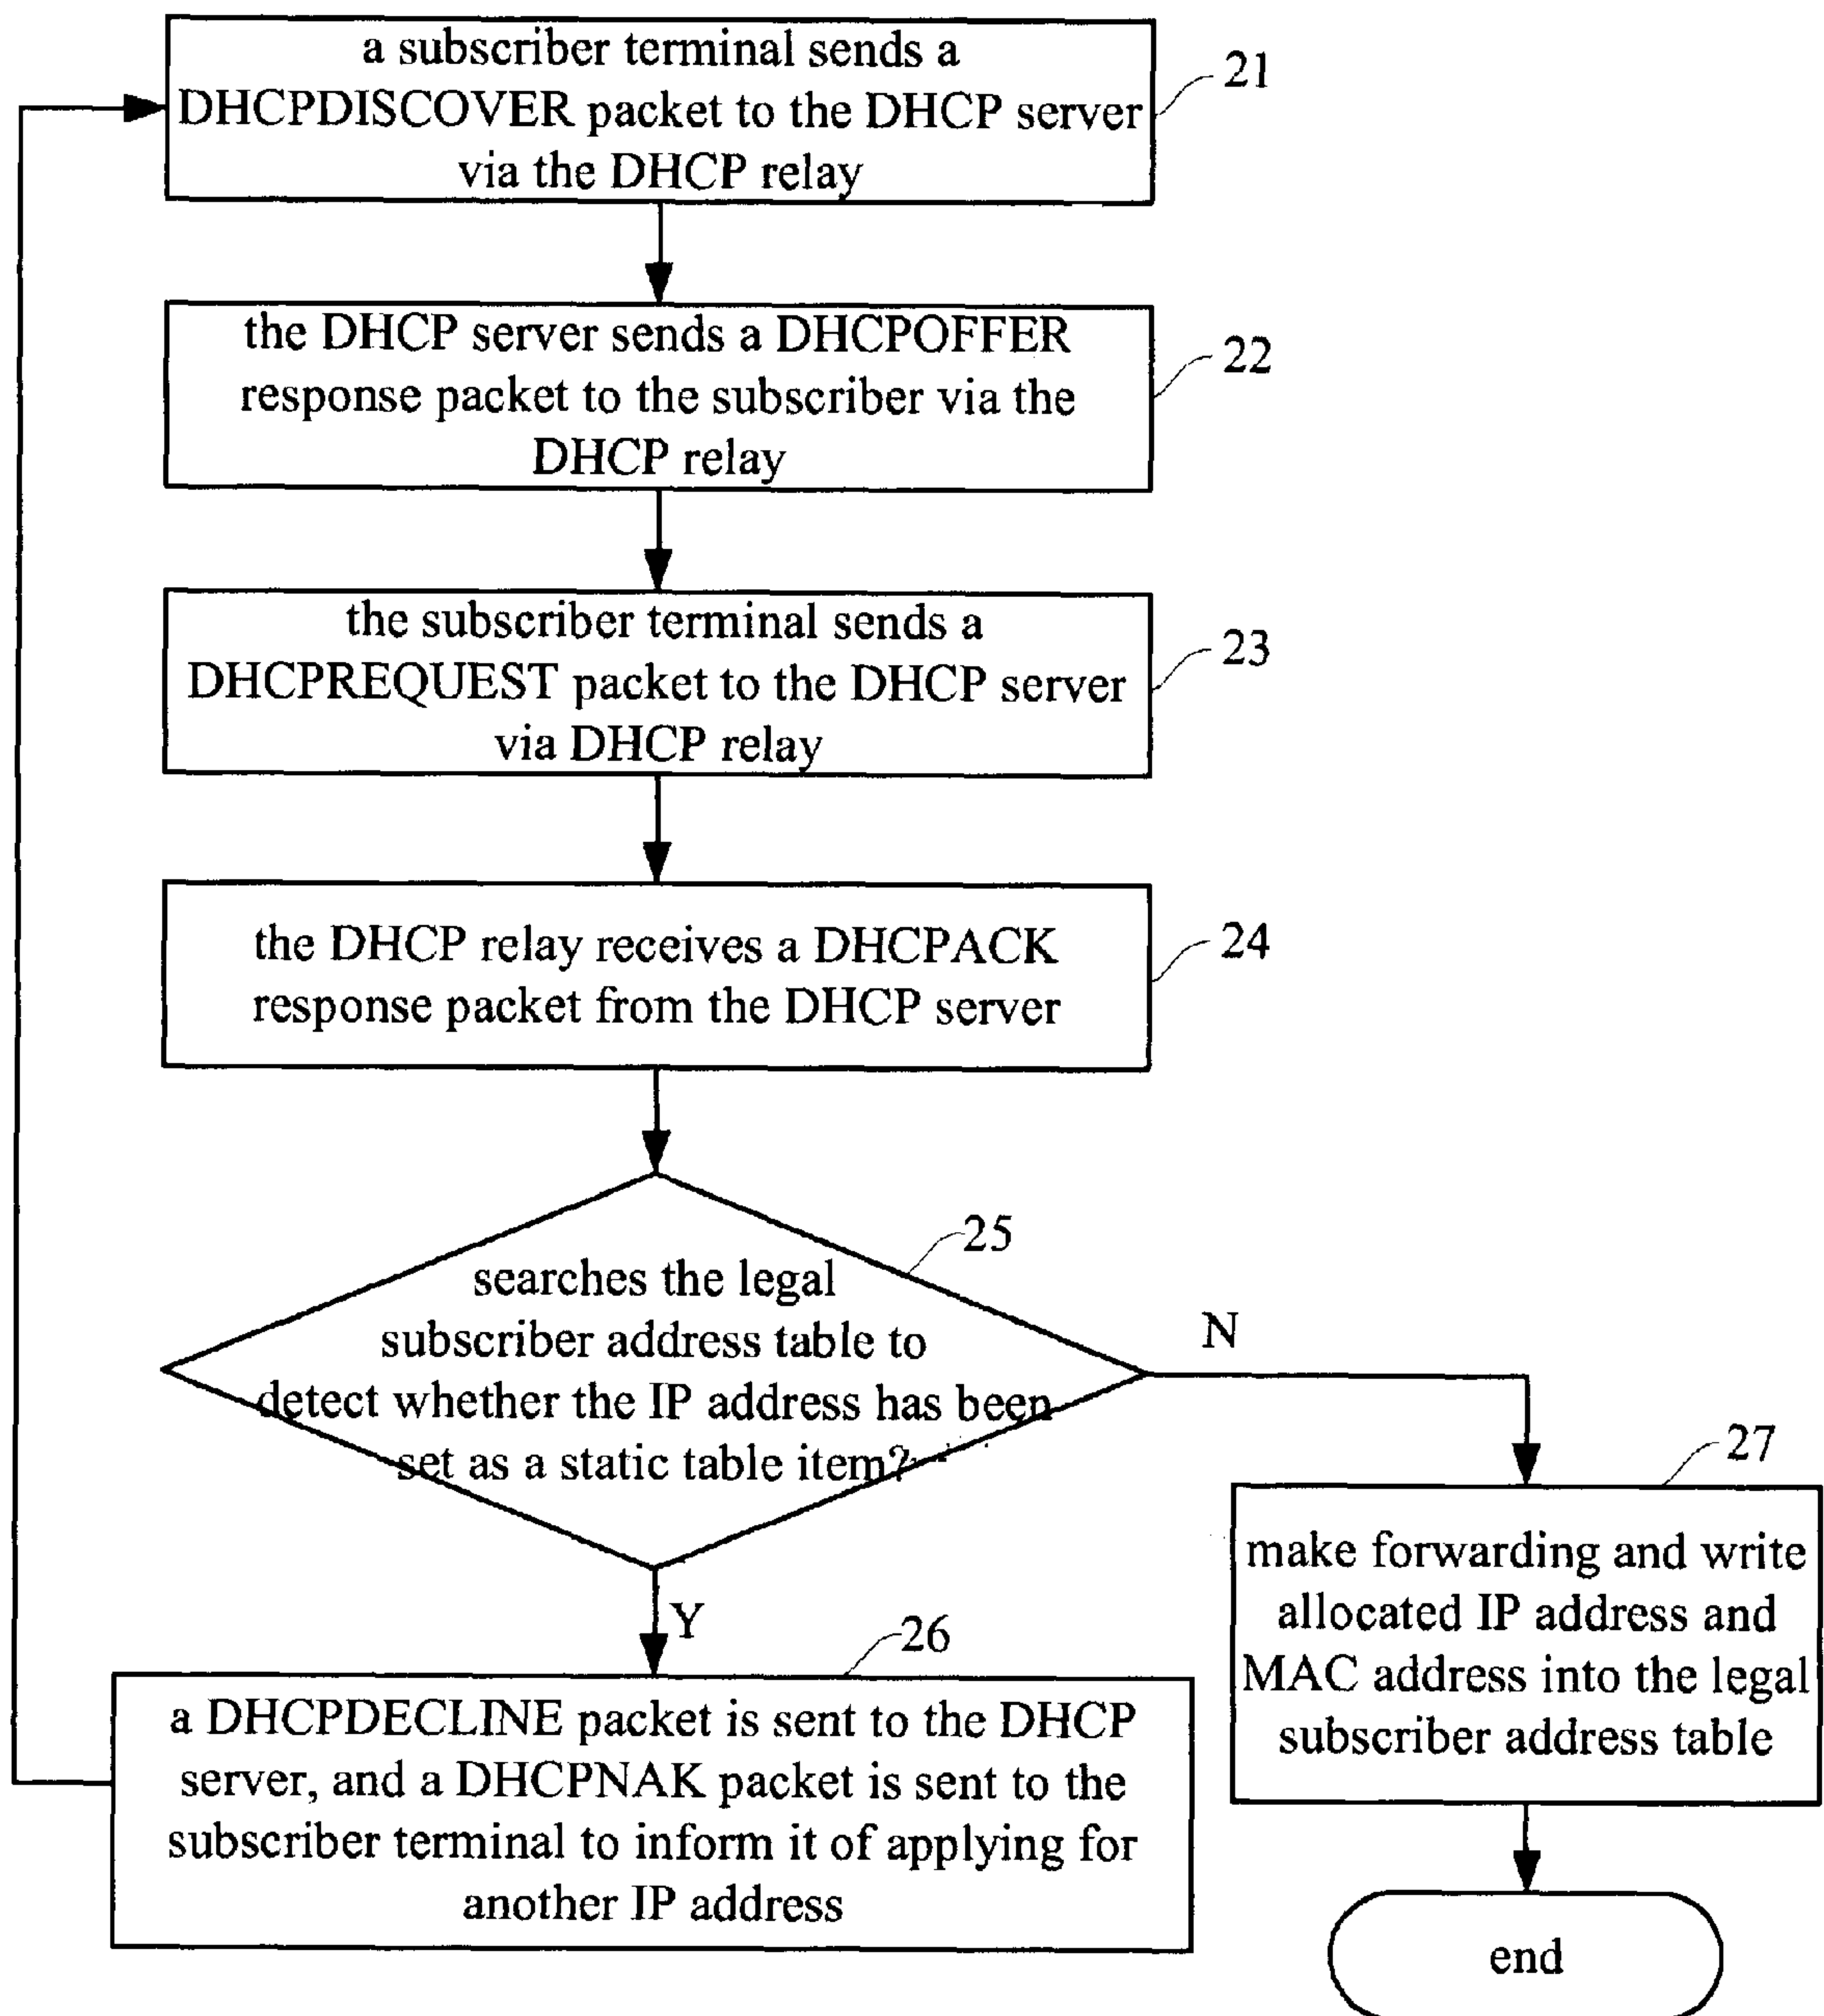 a subscriber terminal sends a
DHCPDISCOVER packet to the DHCP server
via the DHCP relay
21
the DHCP server sends a DHCPOFFER
response packet to the subscriber via the
DHCP relay
22
the subscriber terminal sends a
DHCPREQUEST packet to the DHCP server
via DHCP relay
23
the DHCP relay receives a DHCPACK
response packet from the DHCP server
24
25
searches the legal
subscriber address table to
detect whether the IP address has been
set as a static table item?
N
Y
27
make forwarding and write
allocated IP address and
MAC address into the legal
subscriber address table
26
a DHCPDECLINE packet is sent to the DHCP
server, and a DHCPNAK packet is sent to the
subscriber terminal to inform it of applying for
another IP address
end